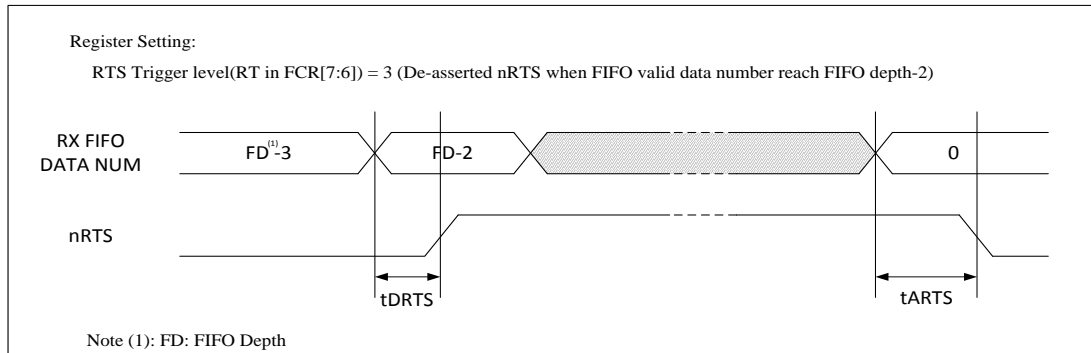 Register Setting:
RTS Trigger level(RT in FCR[7:6]) = 3 (De-asserted nRTS when FIFO valid data number reach FIFO depth-2)
RX FIFO
DATA NUM
FD(1)-3
FD-2
0
nRTS
tDRTS
tARTS
Note (1): FD: FIFO Depth